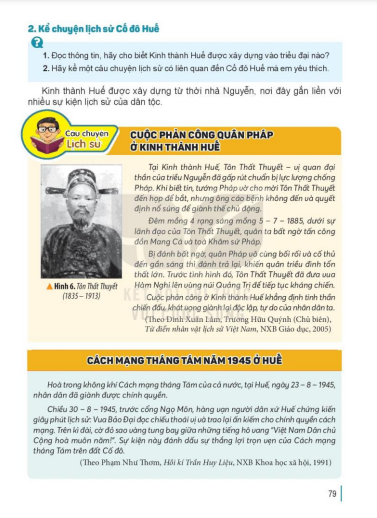 2. Kể chuyện lịch sử Cố đô Huế
1. Đọc thông tin, hãy cho biết Kinh thành Huế được xây dựng vào triều đại nào?
2. Hãy kể một câu chuyện lịch sử có liên quan đến Cố đô Huế mà em yêu thích.
Kinh thành Huế được xây dựng từ thời nhà Nguyễn, nơi đây gắn liền với
nhiều sự kiện lịch sử của dân tộc.
Câu chuyện
Lịch sử
CUỘC PHẢN CÔNG QUÂN PHÁP
Ở KINH THÀNH HUẾ
Tại Kinh thành Huế, Tôn Thất Thuyết – vị quan đại
thần của triều Nguyễn đã gấp rút chuẩn bị lực lượng chống
Pháp. Khi biết tin, tướng Pháp vờ cho mời Tôn Thất Thuyết
đến họp để bắt, nhưng ông cáo bệnh không đến và quyết
định nổ súng để giành thế chủ động.
Đêm mồng 4 rạng sáng mồng 5 – 7 – 1885, dưới sự
lãnh đạo của Tôn Thất Thuyết, quân ta bất ngờ tấn công
đồn Mang Cá và toà Khâm sứ Pháp.
Bị đánh bất ngờ, quân Pháp vô cùng bối rối và cố thủ
đến gần sáng thì đánh trả lại, khiến quân triều đình tổn
thất lớn. Trước tình hình đó, Tôn Thất Thuyết đã đưa vua
Hàm Nghi lên vùng núi Quảng Trị để tiếp tục kháng chiến.
Cuộc phản công ở Kinh thành Huế khẳng định tinh thần
chiến đấu, khát vọng giành lại độc lập, tự do của nhân dân ta.
(Theo Đinh Xuân Lâm, Trương Hữu Quýnh (Chủ biên),
Từ điển nhân vật lịch sử Việt Nam, NXB Giáo dục, 2005)
▲ Hình 6. Tôn Thất Thuyết
(1835 – 1913)
CÁCH MẠNG THÁNG TÁM NĂM 1945 Ở HUẾ
Hoà trong không khí Cách mạng tháng Tám của cả nước, tại Huế, ngày 23 – 8 – 1945,
nhân dân đã giành được chính quyền.
Chiều 30 – 8 – 1945, trước cổng Ngọ Môn, hàng vạn người dân xứ Huế chứng kiến
giây phút lịch sử: Vua Bảo Đại đọc chiếu thoái vị và trao lại ấn kiếm cho chính quyền cách
mạng. Trên kì đài, cờ đỏ sao vàng tung bay giữa những tiếng hô vang "Việt Nam Dân chủ
Cộng hoà muôn năm!". Sự kiện này đánh dấu sự thắng lợi trọn vẹn của Cách mạng
tháng Tám trên đất Cố đô.
(Theo Phạm Như Thơm, Hồi kí Trần Huy Liệu, NXB Khoa học xã hội, 1991)
79